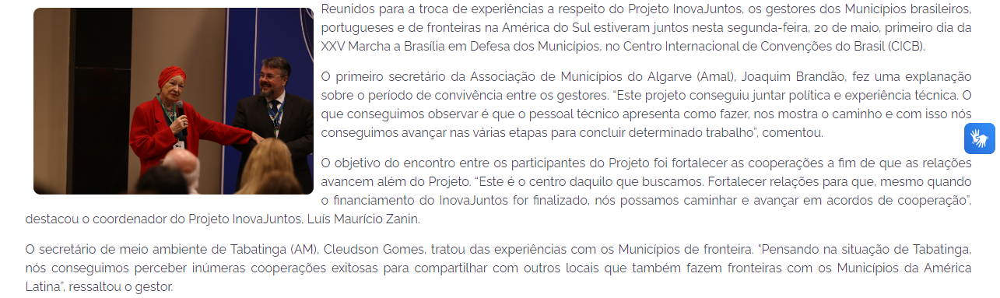 Reunidos para a troca de experiências a respeito do Projeto InovaJuntos, os gestores dos Municípios brasileiros,
portugueses e de fronteiras na América do Sul estiveram juntos nesta segunda-feira, 20 de maio, primeiro dia da
XXV Marcha a Brasília em Defesa dos Municípios, no Centro Internacional de Convenções do Brasil (CICB).
O primeiro secretário da Associação de Municípios do Algarve (Amal), Joaquim Brandão, fez uma explanação
sobre o período de convivência entre os gestores. “Este projeto conseguiu juntar política e experiência técnica. O
que conseguimos observar é que o pessoal técnico apresenta como fazer, nos mostra o caminho e com isso nós
conseguimos avançar nas várias etapas para concluir determinado trabalho”, comentou.
O objetivo do encontro entre os participantes do Projeto foi fortalecer as cooperações a fim de que as relações
avancem além do Projeto. “Este é o centro daquilo que buscamos. Fortalecer relações para que, mesmo quando
o financiamento do InovaJuntos for finalizado, nós possamos caminhar e avançar em acordos de cooperação”,
destacou o coordenador do Projeto InovaJuntos, Luís Maurício Zanin.
O secretário de meio ambiente de Tabatinga (AM), Cleudson Gomes, tratou das experiências com os Municípios de fronteira. "Pensando na situação de Tabatinga,
nós conseguimos perceber inúmeras cooperações exitosas para compartilhar com outros locais que também fazem fronteiras com os Municípios da América
Latina”, ressaltou o gestor.